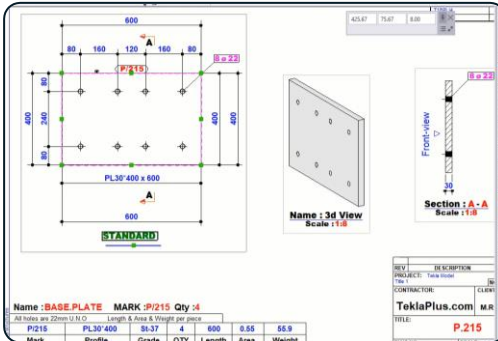 600
425.67 75.67 8.00
A
80 160 120 160 80
P/215
8 ø 22
80
400 240 400 400
80
PL30*400 x 600
A
600
STANDARD
Name : 3d View
Scale :1:8
8 ø 22
Front-view
30
Section : A - A
Scale :1:8
REV DESCRIPTION
PROJECT: Tekla Model
Title 1
CONTRACTOR: CLIENT
TeklaPlus.com M.R
TITLE:
P.215
Name :BASE.PLATE MARK :P/215 Qty :4
All holes are 22mm U.N.O Length & Area & Weight per piece
P/215 PL30*400 St-37 4 600 0.55 55.9
Mark Profile Grade QTY Length Area Weight